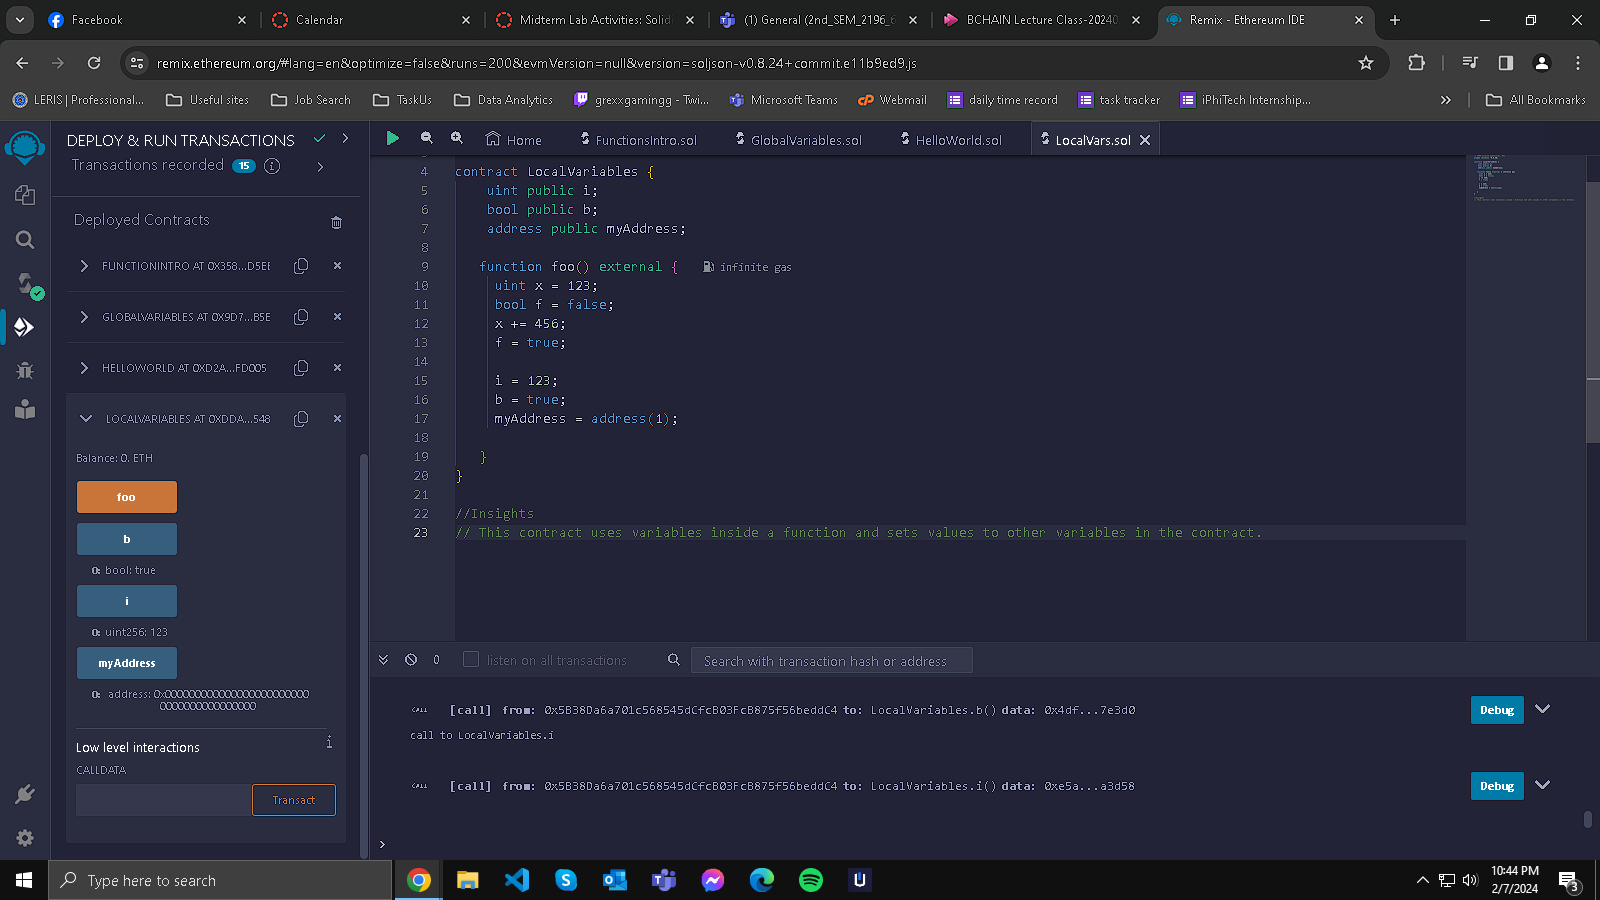 Facebook
Calendar
Midterm Lab Activities: Solidi
(1) General (2nd_SEM_2196_6
BCHAIN Lecture Class-20240
Remix - Ethereum IDE
remix.ethereum.org/#lang=en&optimize=false&runs=200&evmVersion=null&version=soljson-v0.8.24+commit.e11b9ed9.js
LERIS | Professional...
Useful sites
Job Search
TaskUs
Data Analytics
grexxgamingg - Twi...
Microsoft Teams
Webmail
daily time record
task tracker
iPhiTech Internship...
All Bookmarks
DEPLOY & RUN TRANSACTIONS
Transactions recorded 15 i
Deployed Contracts
FUNCTIONINTRO AT 0X358...D5EE
GLOBALVARIABLES AT 0X9D7...B5E
HELLOWORLD AT 0XD2A...FD005
LOCALVARIABLES AT 0XDDA...548
Balance: 0. ETH
foo
b
0: bool: true
i
0: uint256: 123
myAddress
Low level interactions
i
CALLDATA
Transact
Home
FunctionsIntro.sol
GlobalVariables.sol
HelloWorld.sol
LocalVars.sol
4 contract LocalVariables {
5 uint public i;
6 bool public b;
7 address public myAddress;
8
9 function foo() external { infinite gas
10 uint x = 123;
11 bool f = false;
12 x += 456;
13 f = true;
14
15 i = 123;
16 b = true;
17 myAddress = address(1);
18
19 }
20 }
21
22 //Insights
23 // This contract uses variables inside a function and sets values to other variables in the contract.
0
listen on all transactions
Search with transaction hash or address
CALL [call] from: 0x5B38Da6a701c568545dCfcB03FcB875f56beddC4 to: LocalVariables.b() data: 0x4df...7e3d0
Debug
call to LocalVariables.i
CALL [call] from: 0x5B38Da6a701c568545dCfcB03FcB875f56beddC4 to: LocalVariables.i() data: 0xe5a...a3d58
Debug
>
Type here to search
10:44 PM
2/7/2024
3